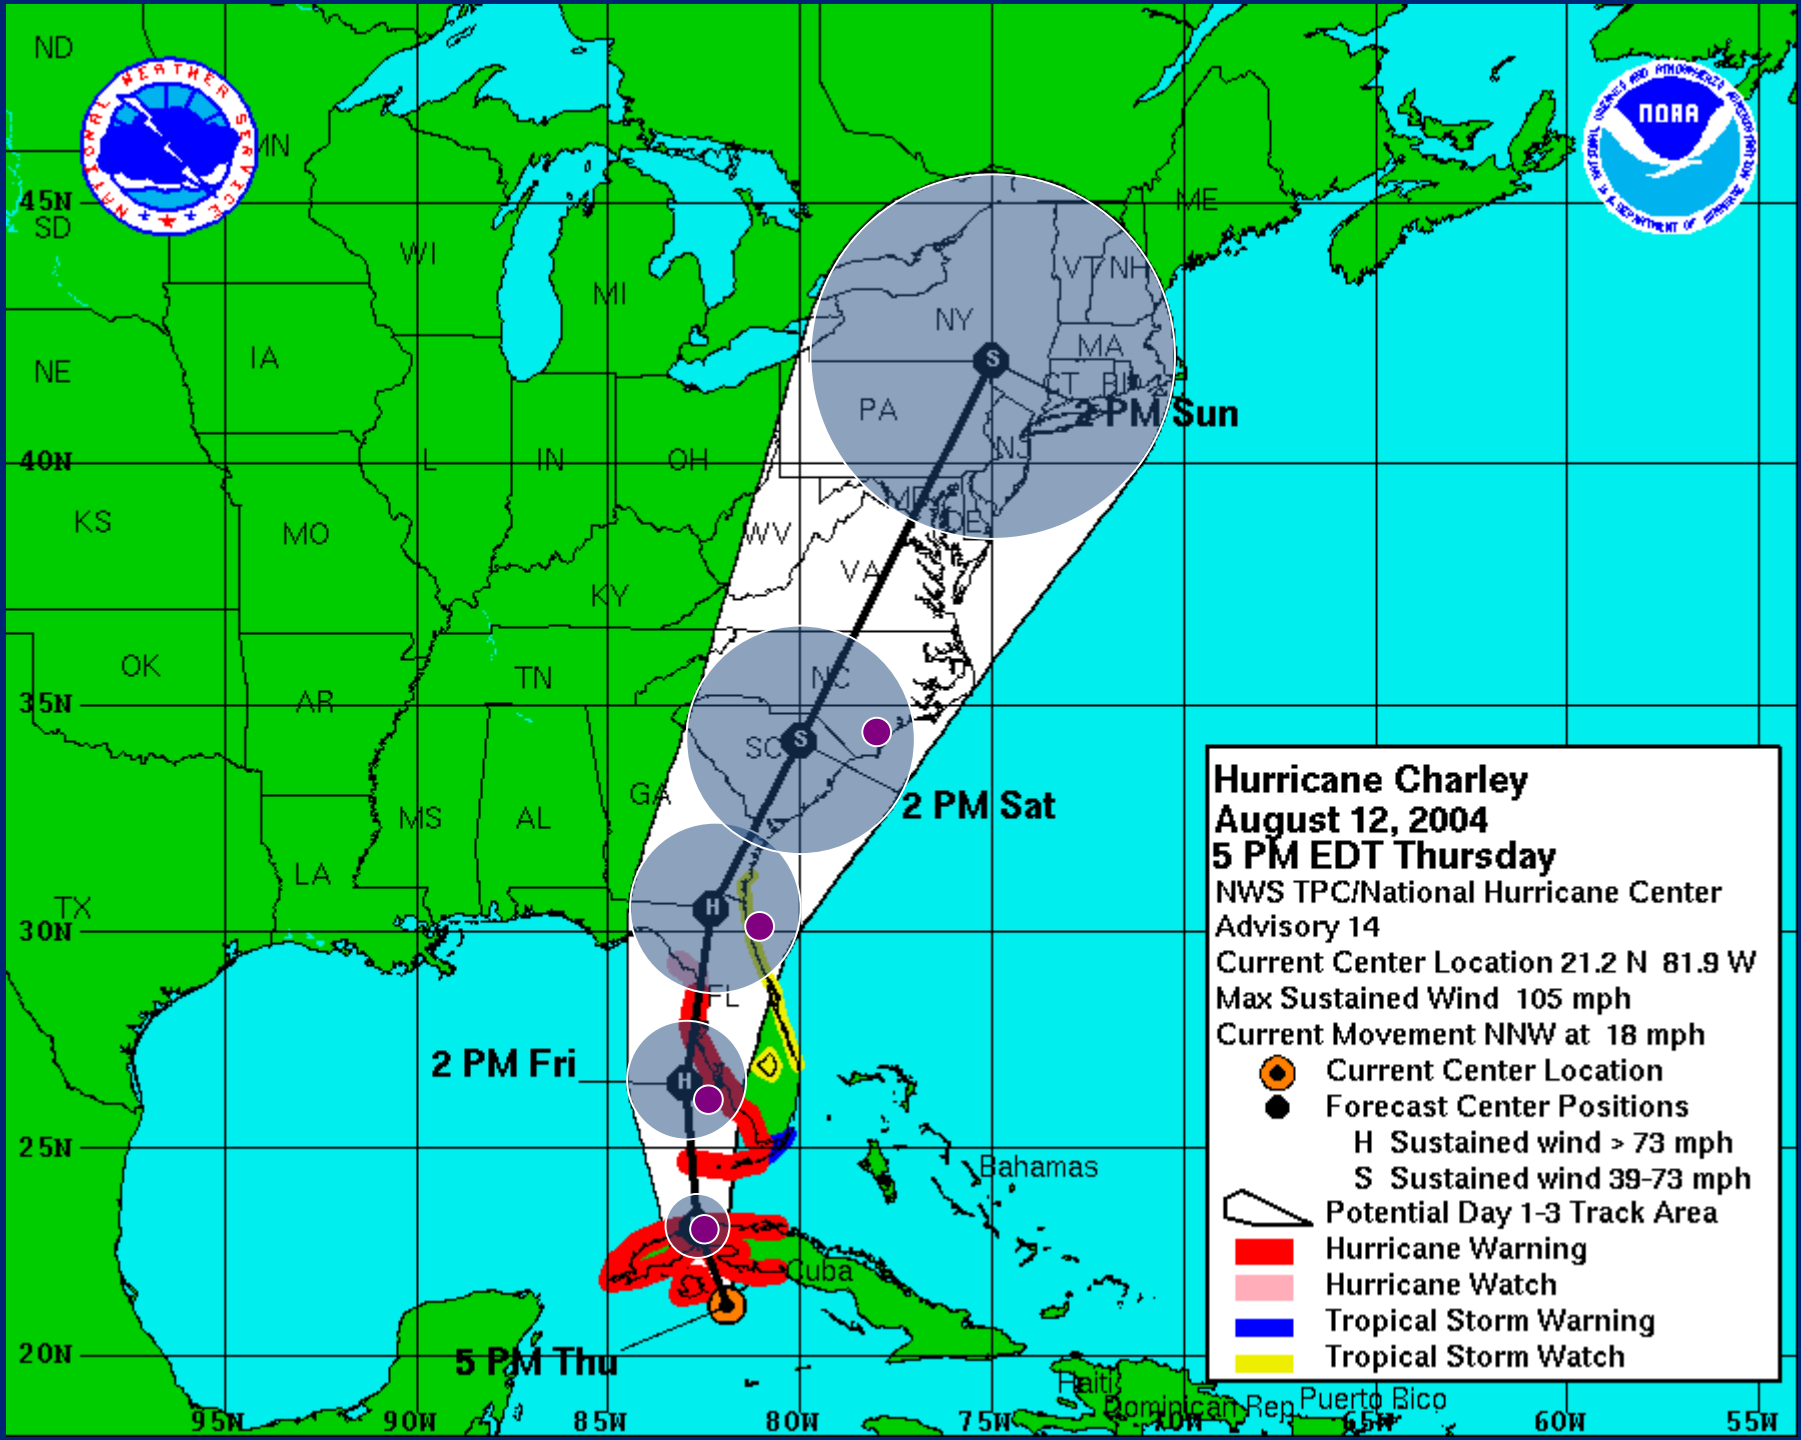 ND
NATIONAL WEATHER SERVICE
NOAA
MN
ME
45N
SD
WI
VT
NH
MI
NY
MA
IA
NE
CT
RI
PA
2 PM Sun
NJ
40N
IL
IN
OH
MD
DE
KS
MO
WV
VA
KY
OK
TN
NC
35N
AR
SC
GA
2 PM Sat
MS
AL
LA
TX
30N
FL
2 PM Fri
25N
Bahamas
Cuba
5 PM Thu
20N
Haiti
Dominican Rep
Puerto Rico
95W
90W
85W
80W
75W
70W
65W
60W
55W
S
S
H
H
Hurricane Charley
August 12, 2004
5 PM EDT Thursday
NWS TPC/National Hurricane Center
Advisory 14
Current Center Location 21.2 N 81.9 W
Max Sustained Wind 105 mph
Current Movement NNW at 18 mph
Current Center Location
Forecast Center Positions
H Sustained wind > 73 mph
S Sustained wind 39-73 mph
Potential Day 1-3 Track Area
Hurricane Warning
Hurricane Watch
Tropical Storm Warning
Tropical Storm Watch